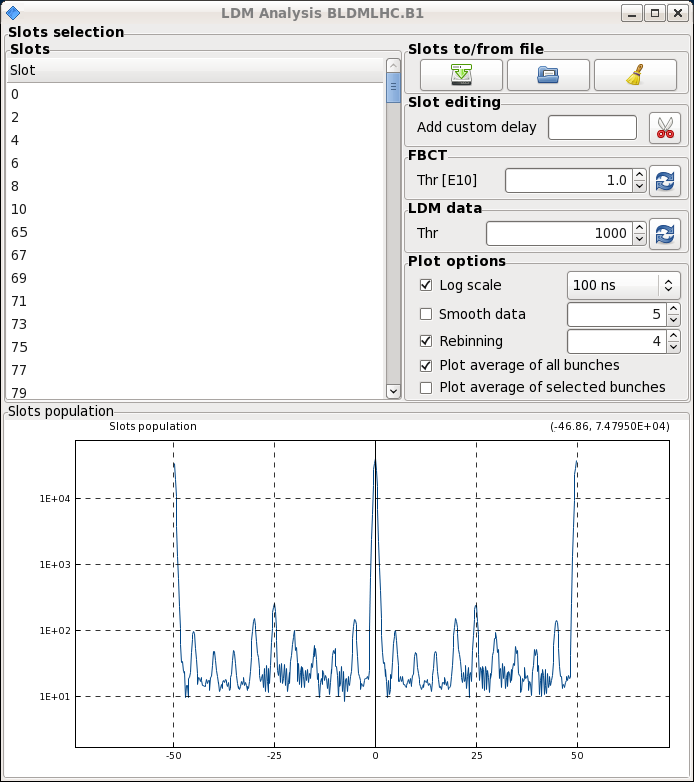 LDM Analysis BLDMLHC.B1
Slots selection
Slots
Slot
0
2
4
6
8
10
65
67
69
71
73
75
77
79
Slots to/from file
Slot editing
Add custom delay
FBCT
Thr [E10] 1.0
LDM data
Thr 1000
Plot options
Log scale 100 ns
Smooth data 5
Rebinning 4
Plot average of all bunches
Plot average of selected bunches
Slots population
Slots population (-46.86, 7.47950E+04)
1E+04
1E+03
1E+02
1E+01
-50 -25 0 25 50